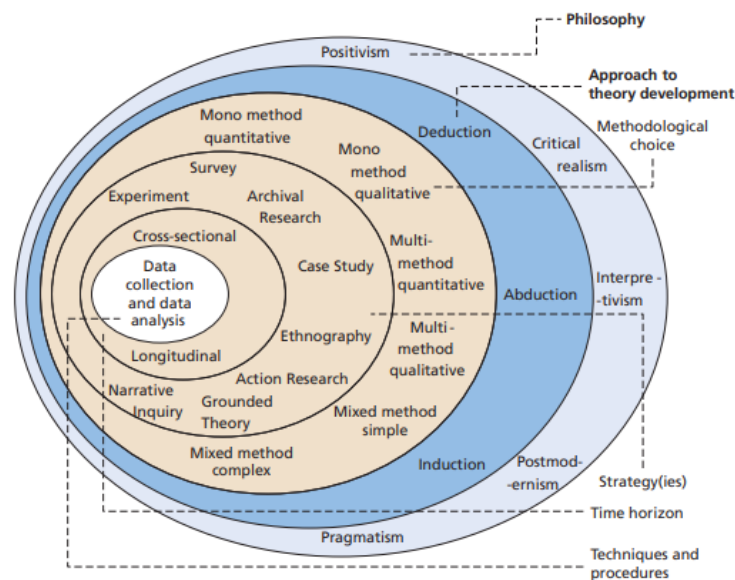 Philosophy
Positivism
Approach to
theory development
Mono method
quantitative
Deduction
Methodological
choice
Critical
realism
Mono
method
qualitative
Survey
Experiment
Archival
Research
Cross-sectional
Multi-
method
quantitative
Data
collection
and data
analysis
Case Study
Abduction
Interpre -
-tivism
Ethnography
Multi -
method
qualitative
Longitudinal
Action Research
Narrative
Inquiry
Grounded
Theory
Mixed method
simple
Mixed method
complex
Induction
Postmod-
-ernism
Strategy(ies)
Time horizon
Pragmatism
Techniques and
procedures